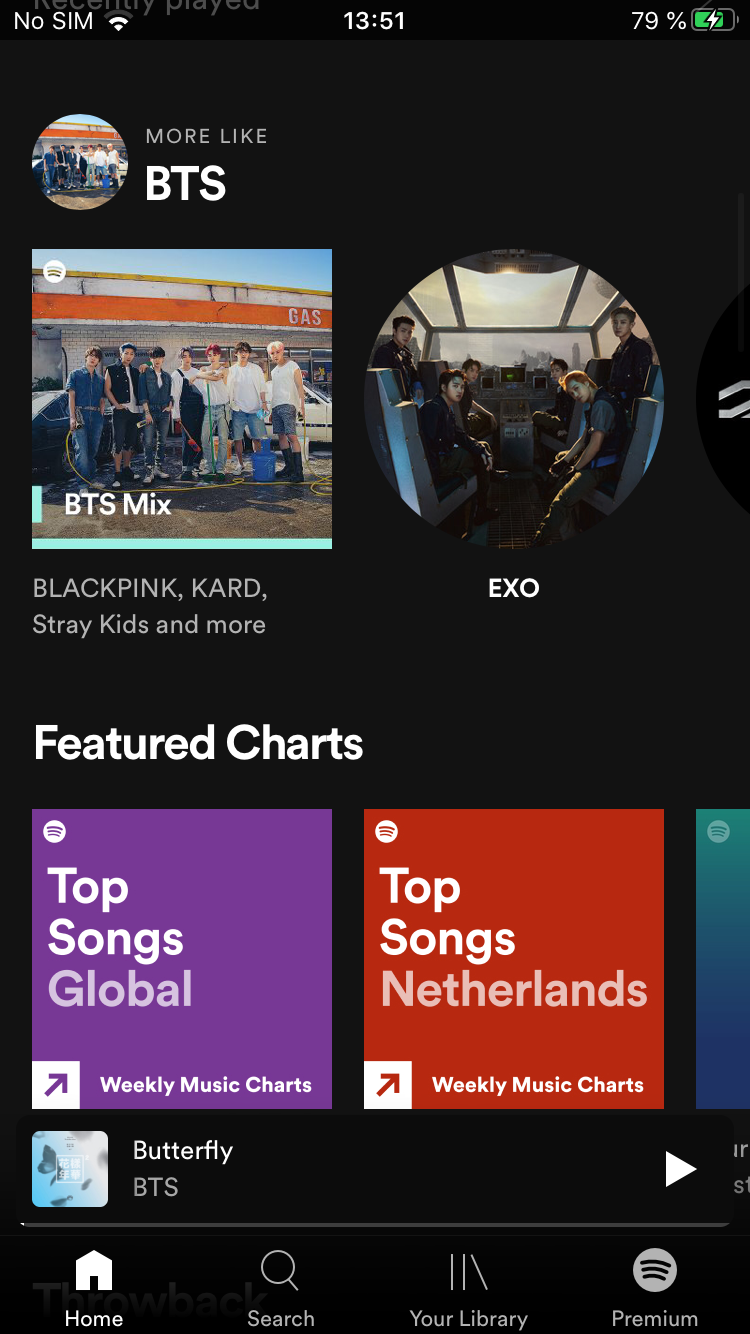 Recently played
No SIM 13:51 79 %
MORE LIKE
BTS
GAS
BTS Mix
BLACKPINK, KARD,
Stray Kids and more
EXO
Featured Charts
Top
Songs
Global
Weekly Music Charts
Top
Songs
Netherlands
Weekly Music Charts
Butterfly
BTS
Throwback
Home
Search
Your Library
Premium